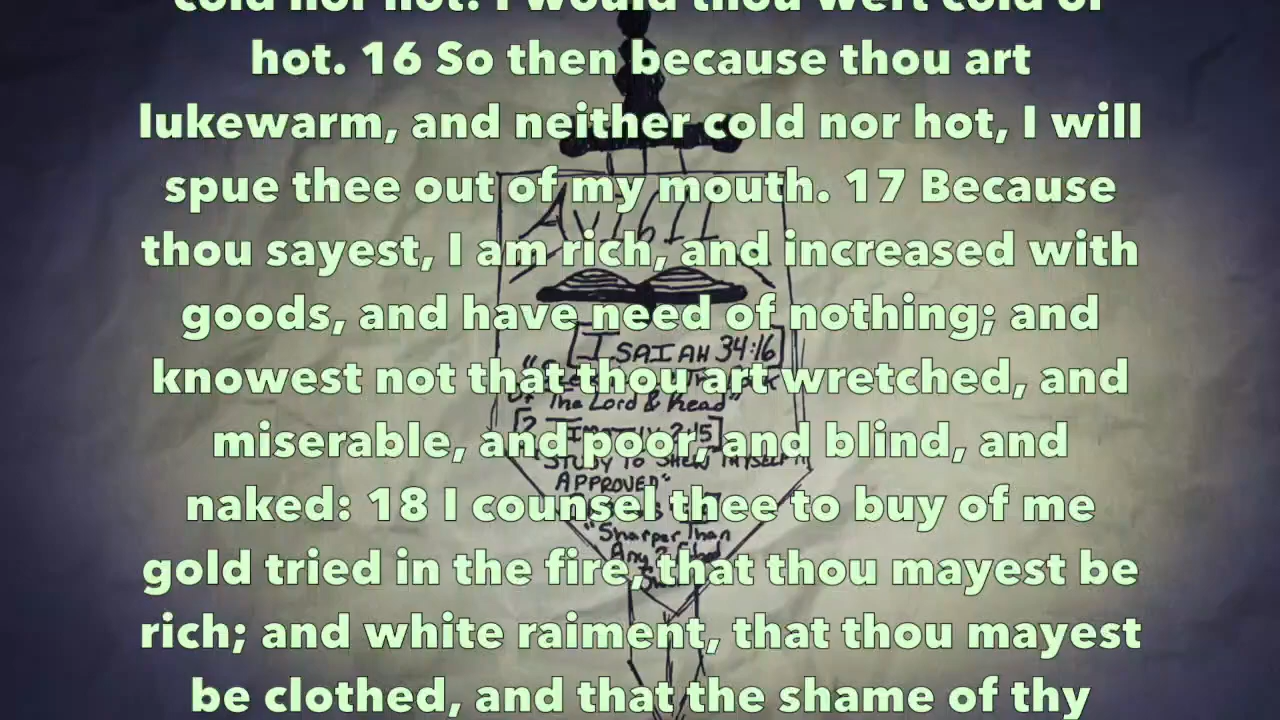 cold nor hot: I would thou wert cold or
hot. 16 So then because thou art
lukewarm, and neither cold nor hot, I will
spue thee out of my mouth. 17 Because
thou sayest, I am rich, and increased with
goods, and have need of nothing; and
knowest not that thou art wretched, and
miserable, and poor, and blind, and
naked: 18 I counsel thee to buy of me
gold tried in the fire, that thou mayest be
rich; and white raiment, that thou mayest
be clothed, and that the shame of thy
AV1611
[ISAIAH 34:16]
The Lord & Read"
"STUDY TO SHEW THYSELF
APPROVED"
"Sharper Than
Any